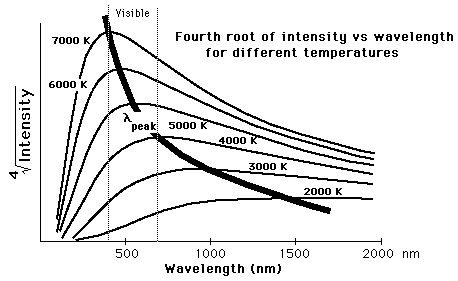 Visible
Fourth root of intensity vs wavelength
for different temperatures
7000 K
6000 K
λpeak
5000 K
4000 K
3000 K
2000 K
4√Intensity
500 1000 1500 2000 nm
Wavelength (nm)